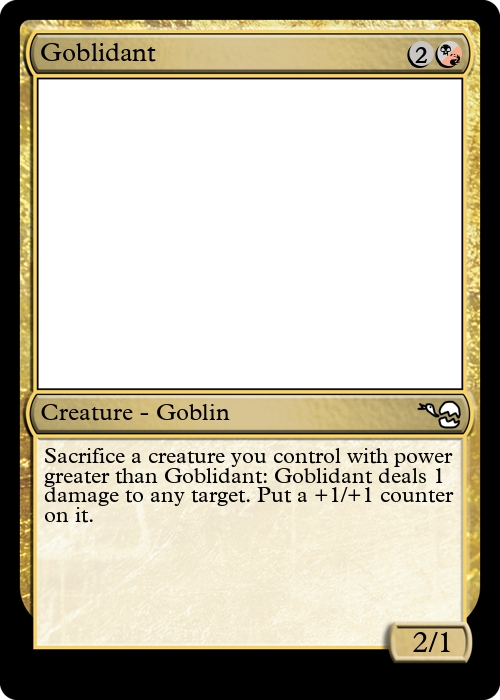 Goblidant 2
Creature - Goblin
Sacrifice a creature you control with power
greater than Goblidant: Goblidant deals 1
damage to any target. Put a +1/+1 counter
on it.
2/1